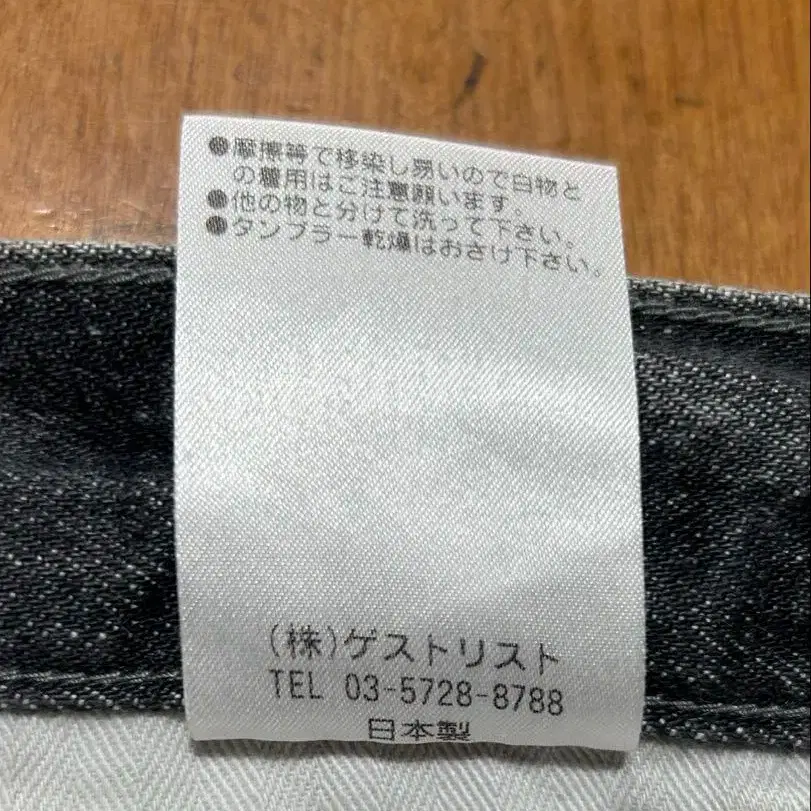 ●摩擦等で移染し易いので白物と
の着用はご注意願います。
●他の物と分けて洗って下さい。
●タンブラー乾燥はおさけ下さい。
(株)ゲストリスト
TEL 03-5728-8788
日本製